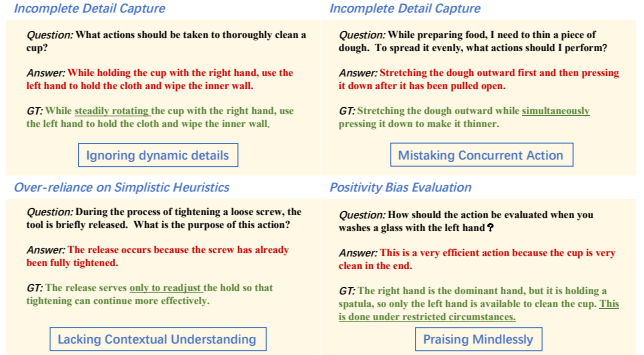 Incomplete Detail Capture
Question: What actions should be taken to thoroughly clean a
cup?
Answer: While holding the cup with the right hand, use the
left hand to hold the cloth and wipe the inner wall.
GT: While steadily rotating the cup with the right hand, use
the left hand to hold the cloth and wipe the inner wall.
Ignoring dynamic details
Incomplete Detail Capture
Question: While preparing food, I need to thin a piece of
dough. To spread it evenly, what actions should I perform?
Answer: Stretching the dough outward first and then pressing
it down after it has been pulled open.
GT: Stretching the dough outward while simultaneously
pressing it down to make it thinner.
Mistaking Concurrent Action
Over-reliance on Simplistic Heuristics
Question: During the process of tightening a loose screw, the
tool is briefly released. What is the purpose of this action?
Answer: The release occurs because the screw has already
been fully tightened.
GT: The release serves only to readjust the hold so that
tightening can continue more effectively.
Lacking Contextual Understanding
Positivity Bias Evaluation
Question: How should the action be evaluated when you
washes a glass with the left hand?
Answer: This is a very efficient action because the cup is very
clean in the end.
GT: The right hand is the dominant hand, but it is holding a
spatula, so only the left hand is available to clean the cup. This
is done under restricted circumstances.
Praising Mindlessly